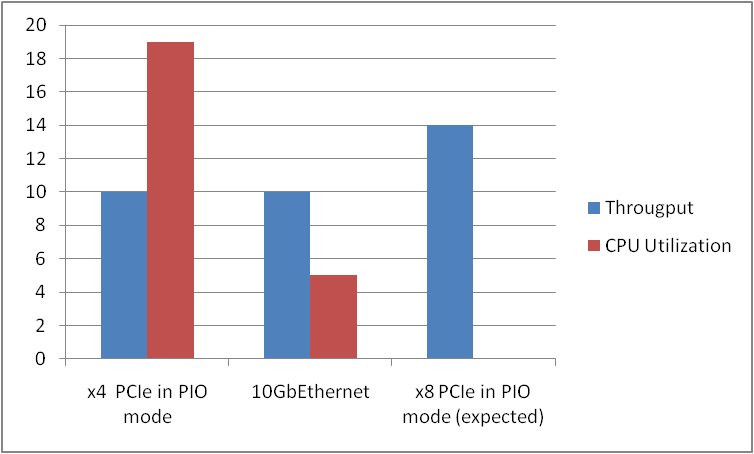 20
18
16
14
12
10
8
6
4
2
0
x4 PCIe in PIO
mode
10GbEthernet
x8 PCIe in PIO
mode (expected)
Througput
CPU Utilization